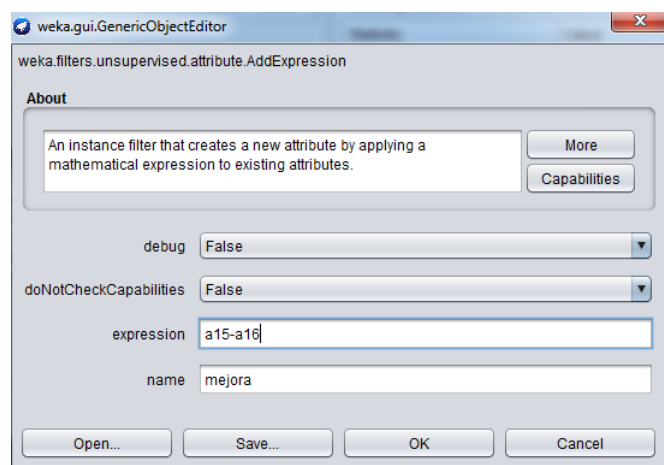 weka.gui.GenericObjectEditor
weka.filters.unsupervised.attribute.AddExpression
About
An instance filter that creates a new attribute by applying a
mathematical expression to existing attributes.
More
Capabilities
debug False
doNotCheckCapabilities False
expression a15-a16
name mejora
Open... Save... OK Cancel